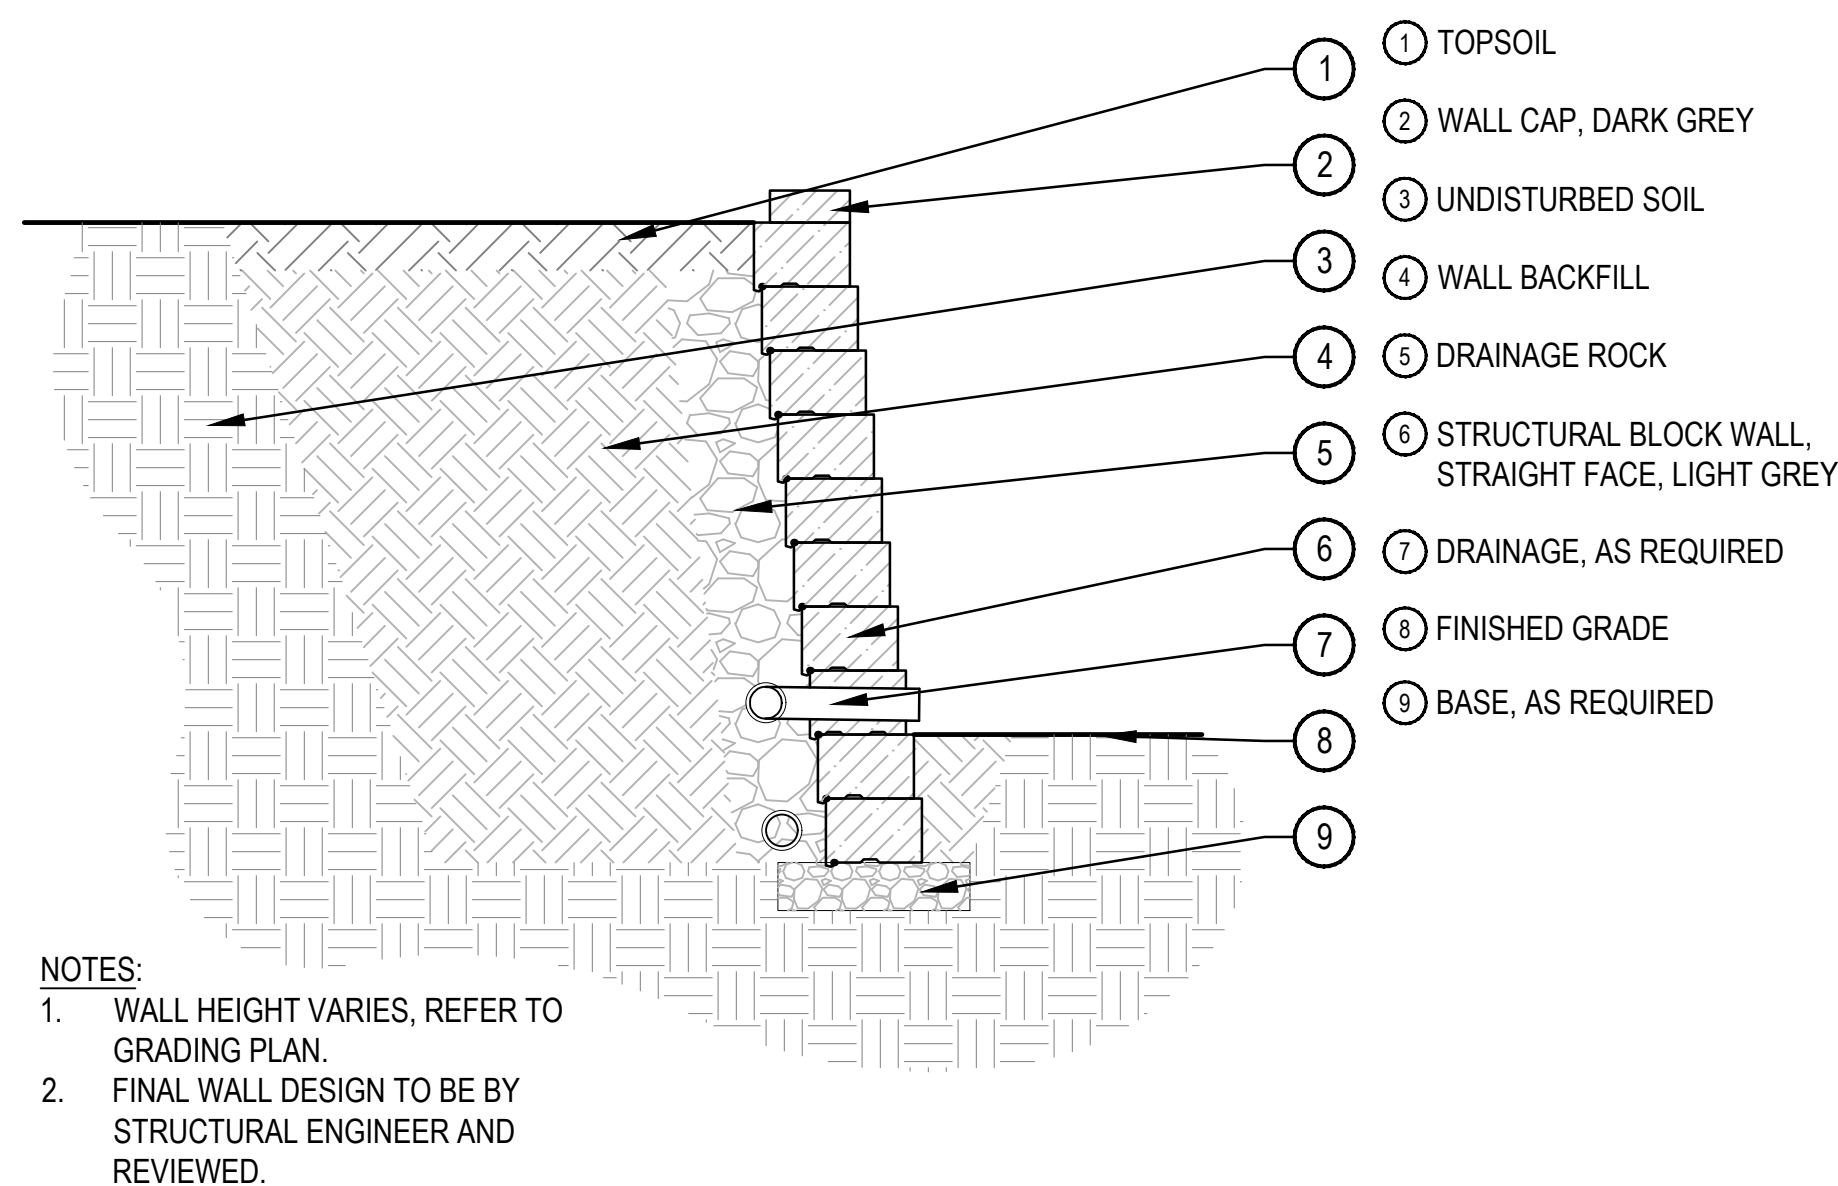 1
2
3
4
5
6
7
8
9
1 TOPSOIL
2 WALL CAP, DARK GREY
3 UNDISTURBED SOIL
4 WALL BACKFILL
5 DRAINAGE ROCK
6 STRUCTURAL BLOCK WALL,
STRAIGHT FACE, LIGHT GREY
7 DRAINAGE, AS REQUIRED
8 FINISHED GRADE
9 BASE, AS REQUIRED
NOTES:
1. WALL HEIGHT VARIES, REFER TO
GRADING PLAN.
2. FINAL WALL DESIGN TO BE BY
STRUCTURAL ENGINEER AND
REVIEWED.